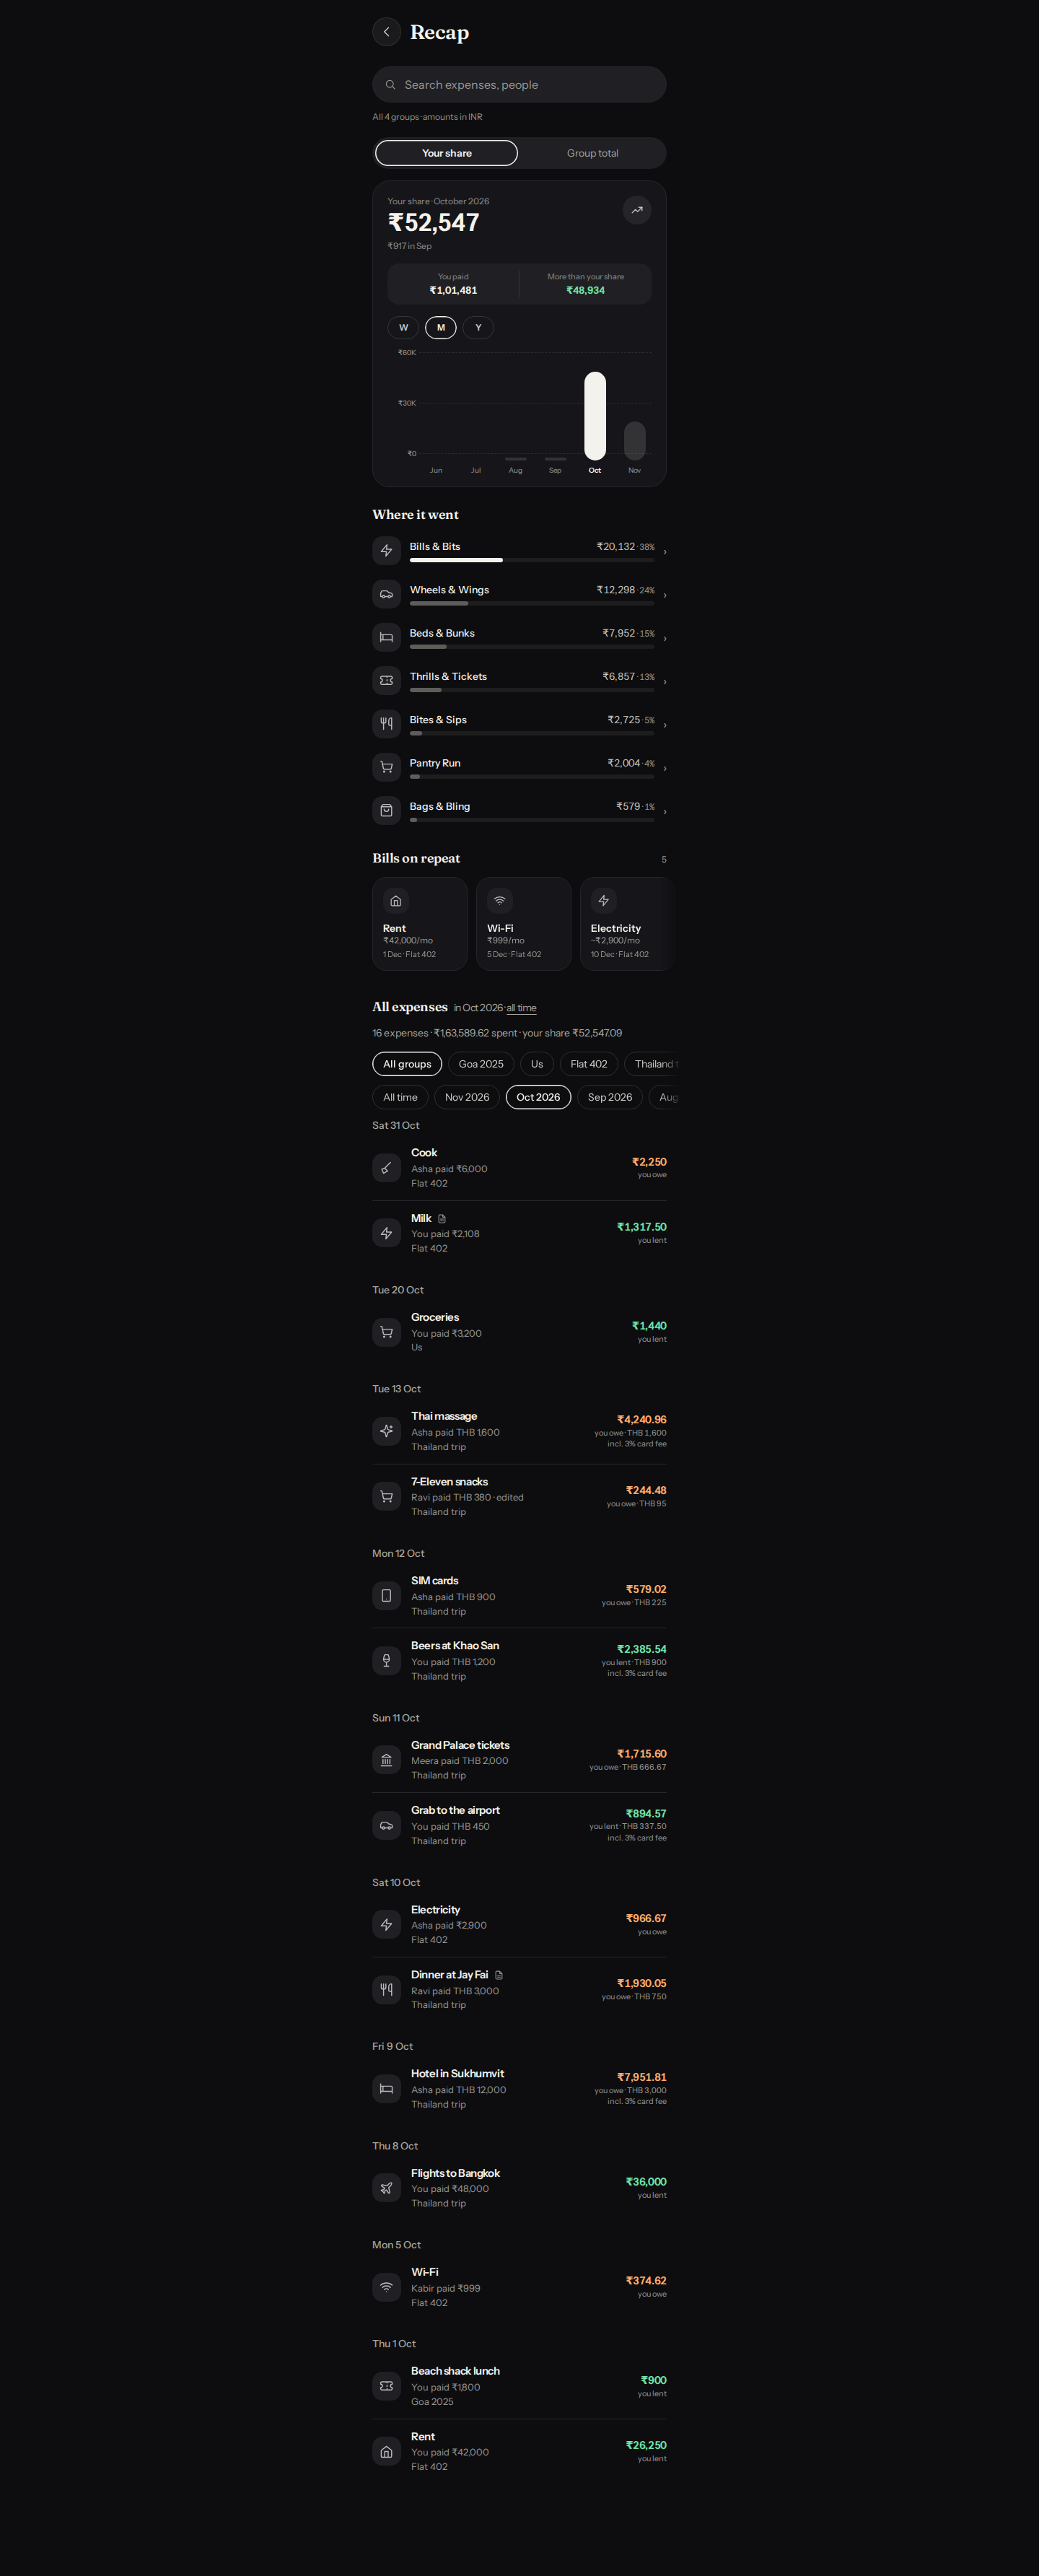 Recap
Search expenses, people
All 4 groups · amounts in INR
Your share
Group total
Your share · October 2026
₹52,547
₹917 in Sep
You paid
₹1,01,481
More than your share
₹48,934
W
M
Y
₹60K
₹30K
₹0
Jun
Jul
Aug
Sep
Oct
Nov
Where it went
Bills & Bits
₹20,132 · 38%
Wheels & Wings
₹12,298 · 24%
Beds & Bunks
₹7,952 · 15%
Thrills & Tickets
₹6,857 · 13%
Bites & Sips
₹2,725 · 5%
Pantry Run
₹2,004 · 4%
Bags & Bling
₹579 · 1%
Bills on repeat
5
Rent
₹42,000/mo
1 Dec · Flat 402
Wi-Fi
₹999/mo
5 Dec · Flat 402
Electricity
~₹2,900/mo
10 Dec · Flat 402
All expenses in Oct 2026 · all time
16 expenses · ₹1,63,589.62 spent · your share ₹52,547.09
All groups
Goa 2025
Us
Flat 402
Thailand t
All time
Nov 2026
Oct 2026
Sep 2026
Aug
Sat 31 Oct
Cook
Asha paid ₹6,000
Flat 402
₹2,250
you owe
Milk
You paid ₹2,108
Flat 402
₹1,317.50
you lent
Tue 20 Oct
Groceries
You paid ₹3,200
Us
₹1,440
you lent
Tue 13 Oct
Thai massage
Asha paid THB 1,600
Thailand trip
₹4,240.96
you owe · THB 1,600
incl. 3% card fee
7-Eleven snacks
Ravi paid THB 380 · edited
Thailand trip
₹244.48
you owe · THB 95
Mon 12 Oct
SIM cards
Asha paid THB 900
Thailand trip
₹579.02
you owe · THB 225
Beers at Khao San
You paid THB 1,200
Thailand trip
₹2,385.54
you lent · THB 900
incl. 3% card fee
Sun 11 Oct
Grand Palace tickets
Meera paid THB 2,000
Thailand trip
₹1,715.60
you owe · THB 666.67
Grab to the airport
You paid THB 450
Thailand trip
₹894.57
you lent · THB 337.50
incl. 3% card fee
Sat 10 Oct
Electricity
Asha paid ₹2,900
Flat 402
₹966.67
you owe
Dinner at Jay Fai
Ravi paid THB 3,000
Thailand trip
₹1,930.05
you owe · THB 750
Fri 9 Oct
Hotel in Sukhumvit
Asha paid THB 12,000
Thailand trip
₹7,951.81
you owe · THB 3,000
incl. 3% card fee
Thu 8 Oct
Flights to Bangkok
You paid ₹48,000
Thailand trip
₹36,000
you lent
Mon 5 Oct
Wi-Fi
Kabir paid ₹999
Flat 402
₹374.62
you owe
Thu 1 Oct
Beach shack lunch
You paid ₹1,800
Goa 2025
₹900
you lent
Rent
You paid ₹42,000
Flat 402
₹26,250
you lent